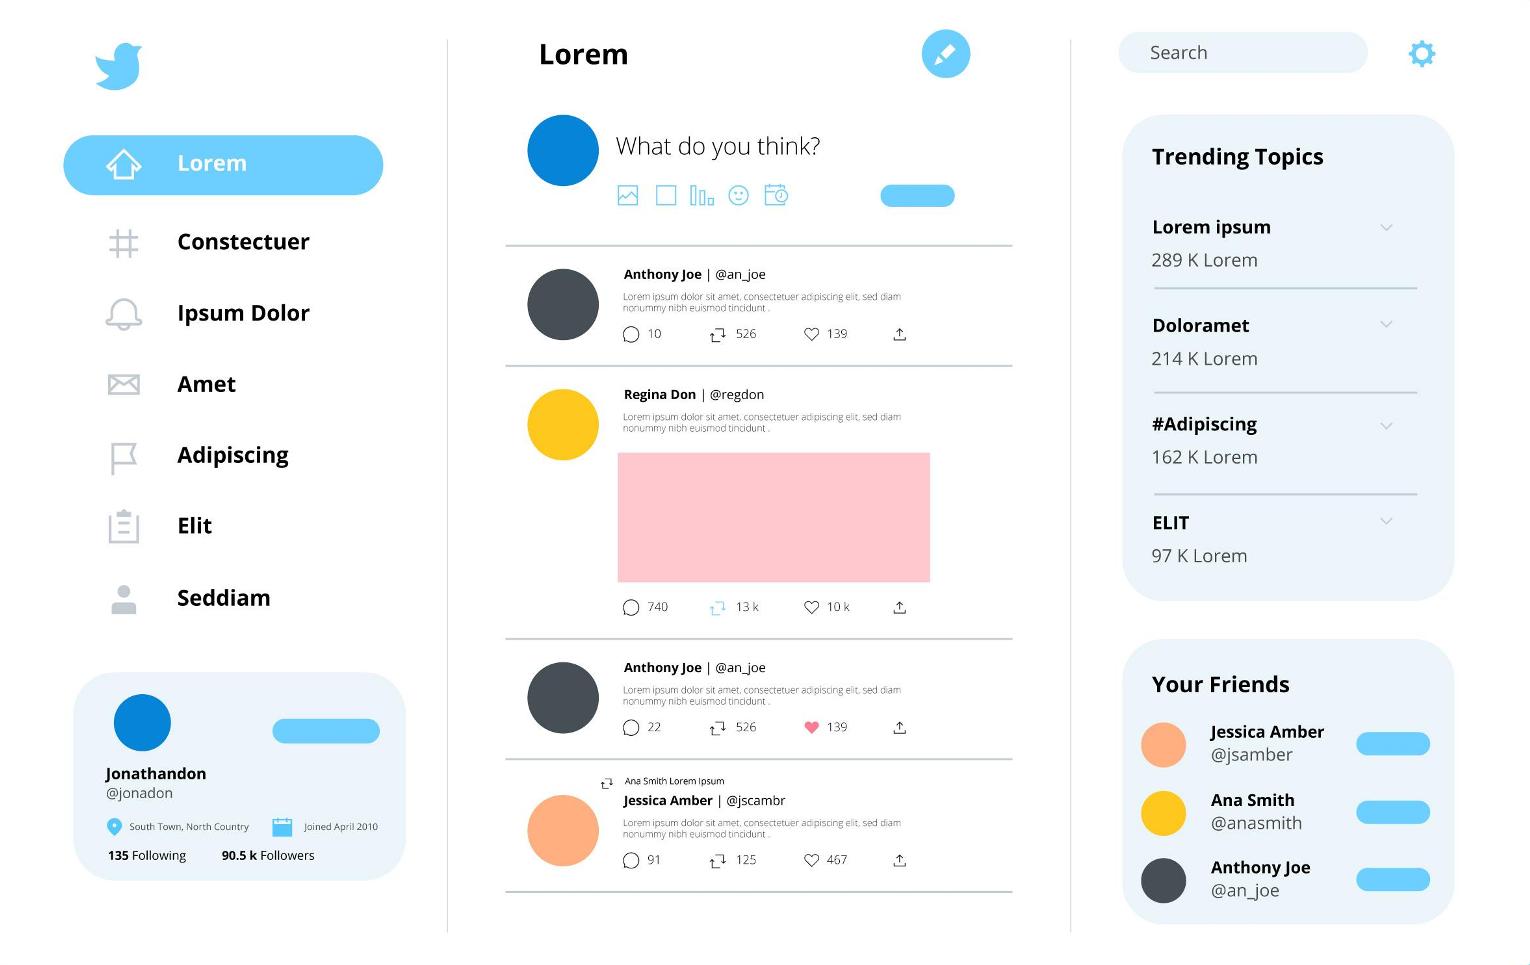 Lorem
Constectuer
Ipsum Dolor
Amet
Adipiscing
Elit
Seddiam
Jonathandon
@jonadon
South Town, North Country
Joined April 2010
135 Following
90.5 k Followers
Lorem
What do you think?
Anthony Joe | @an_joe
Lorem ipsum dolor sit amet, consectetuer adipiscing elit, sed diam
nonummy nibh euismod tincidunt .
10 526 139
Regina Don | @regdon
Lorem ipsum dolor sit amet, consectetuer adipiscing elit, sed diam
nonummy nibh euismod tincidunt .
740 13 k 10 k
Anthony Joe | @an_joe
Lorem ipsum dolor sit amet, consectetuer adipiscing elit, sed diam
nonummy nibh euismod tincidunt .
22 526 139
Ana Smith Lorem Ipsum
Jessica Amber | @jscambr
Lorem ipsum dolor sit amet, consectetuer adipiscing elit, sed diam
nonummy nibh euismod tincidunt .
91 125 467
Search
Trending Topics
Lorem ipsum
289 K Lorem
Doloramet
214 K Lorem
#Adipiscing
162 K Lorem
ELIT
97 K Lorem
Your Friends
Jessica Amber
@jsamber
Ana Smith
@anasmith
Anthony Joe
@an_joe